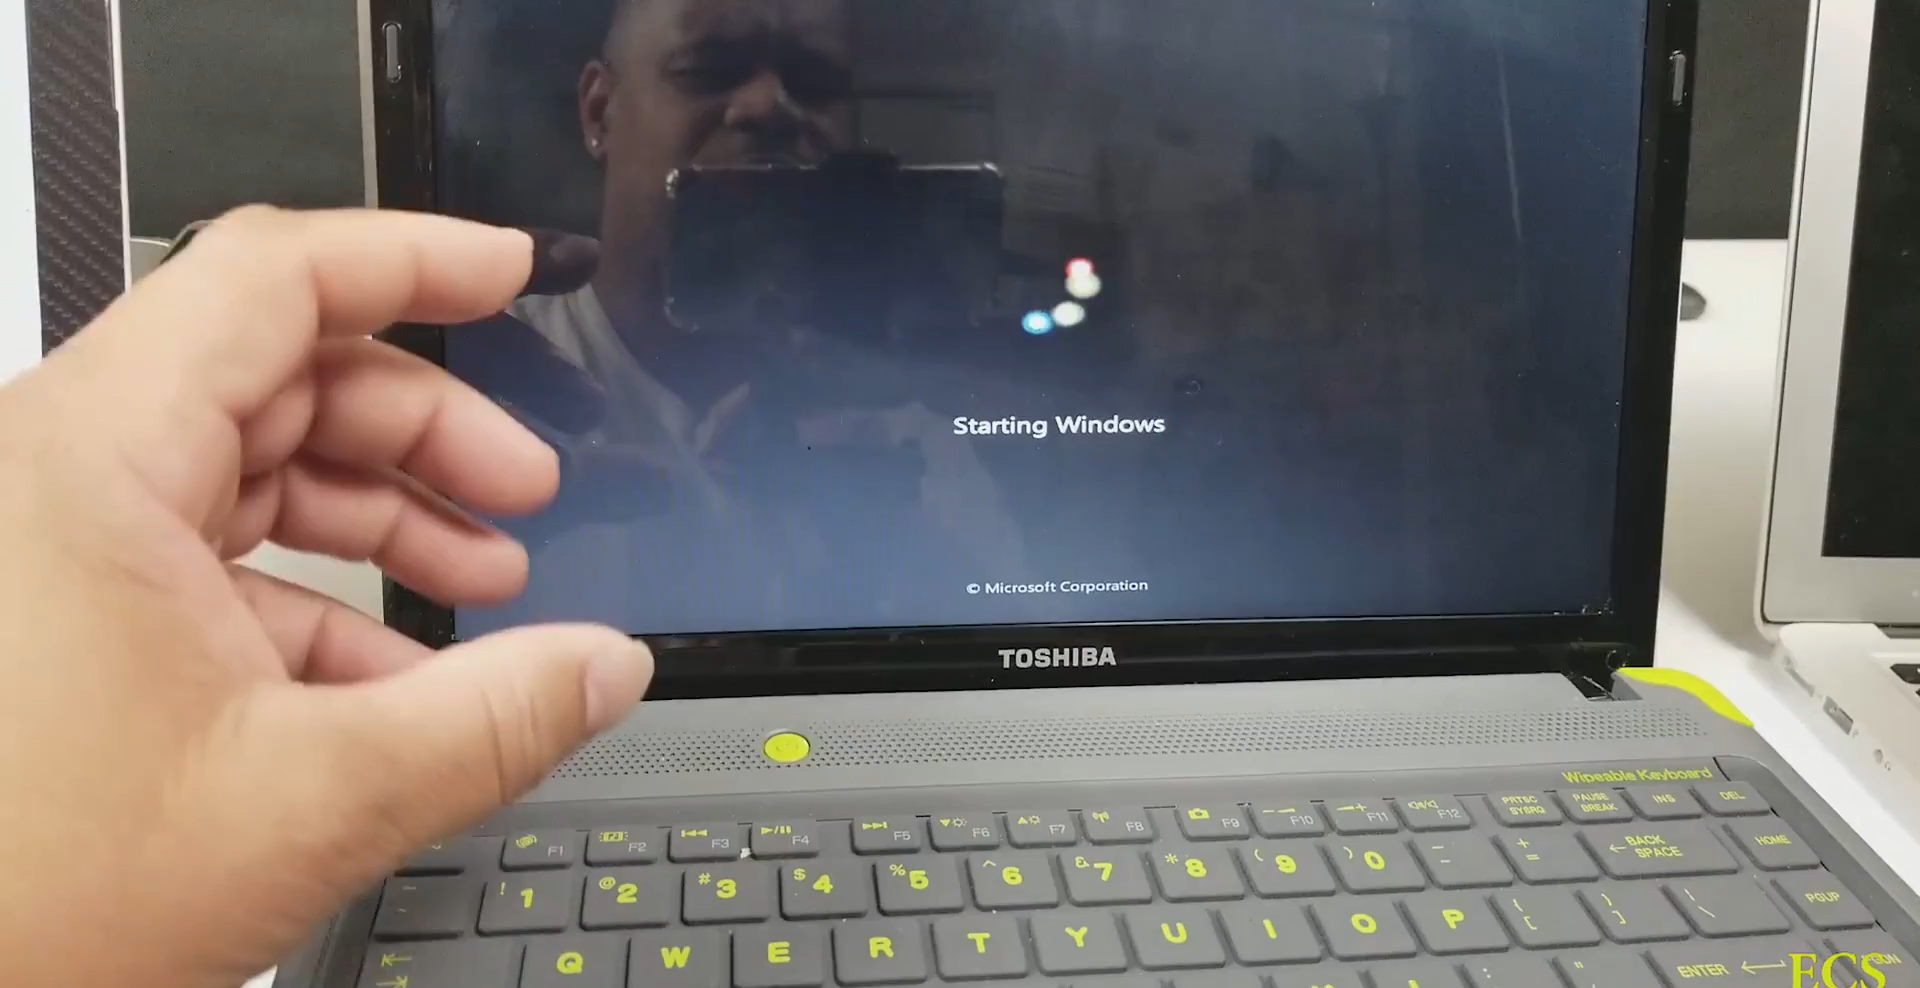 Starting Windows
© Microsoft Corporation
TOSHIBA
Wipeable Keyboard
F1 F2 F3 F4 F5 F6 F7 F8 F9 F10 F11 F12 PRTSC SYSRQ PAUSE BREAK INS DEL
! 1 @ 2 # 3 $ 4 % 5 ^ 6 & 7 * 8 ( 9 ) 0 _ - + = BACK SPACE HOME
Q W E R T Y U I O P { [ } ] | \ PGUP
: ; " ENTER
ECS